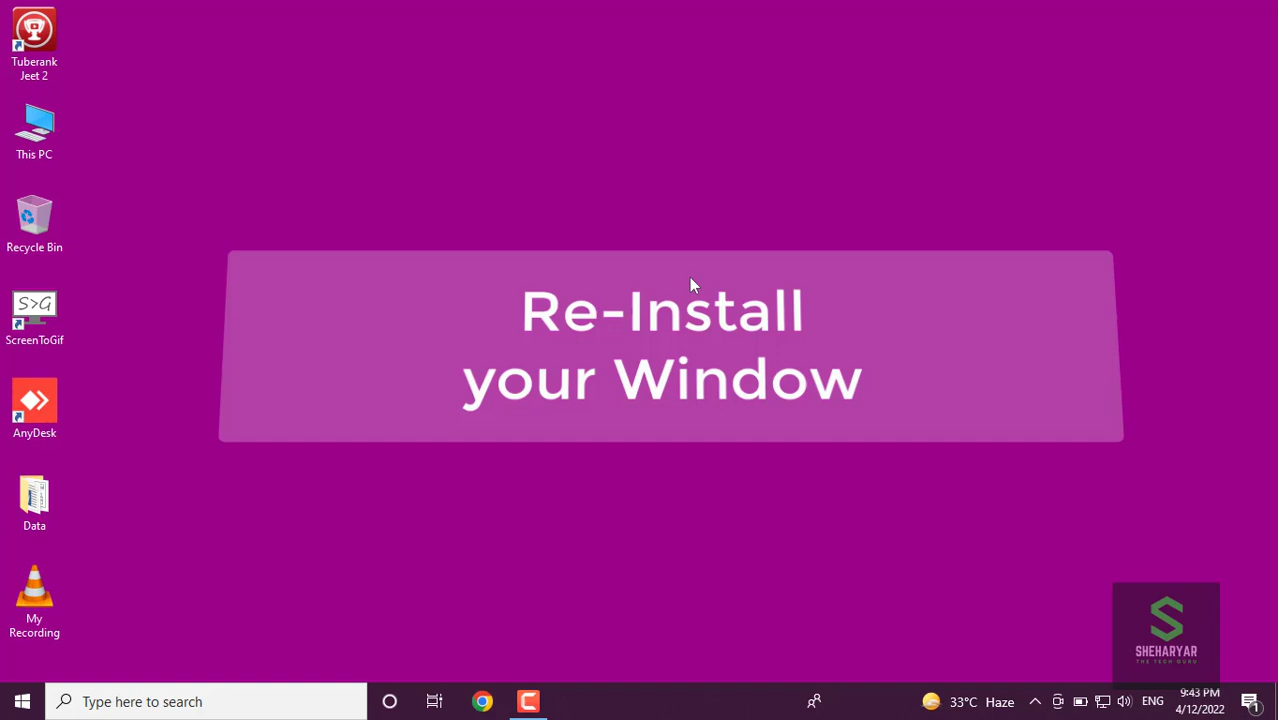 Tuberank
Jeet 2
This PC
Recycle Bin
S>G
ScreenToGif
AnyDesk
Data
My
Recording
Re-Install
your Window
S
SHEHARYAR
THE TECH GURU
Type here to search
33°C Haze
ENG
9:43 PM
4/12/2022
1